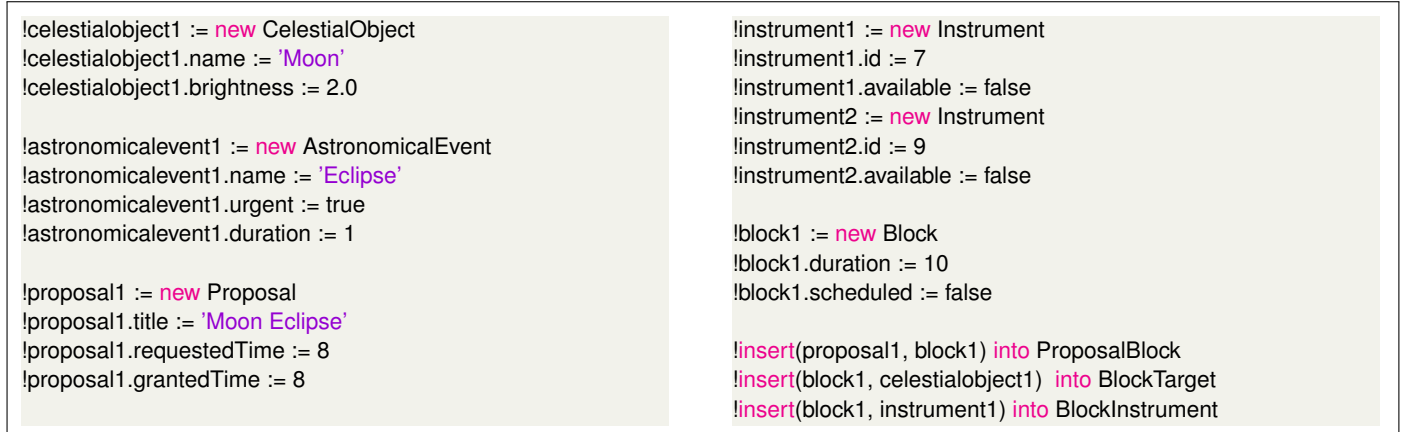 !celestialobject1 := new CelestialObject
!celestialobject1.name := ’Moon’
!celestialobject1.brightness := 2.0
!astronomicalevent1 := new AstronomicalEvent
!astronomicalevent1.name := ’Eclipse’
!astronomicalevent1.urgent := true
!astronomicalevent1.duration := 1
!proposal1 := new Proposal
!proposal1.title := ’Moon Eclipse’
!proposal1.requestedTime := 8
!proposal1.grantedTime := 8
!instrument1 := new Instrument
!instrument1.id := 7
!instrument1.available := false
!instrument2 := new Instrument
!instrument2.id := 9
!instrument2.available := false
!block1 := new Block
!block1.duration := 10
!block1.scheduled := false
!insert(proposal1, block1) into ProposalBlock
!insert(block1, celestialobject1) into BlockTarget
!insert(block1, instrument1) into BlockInstrument